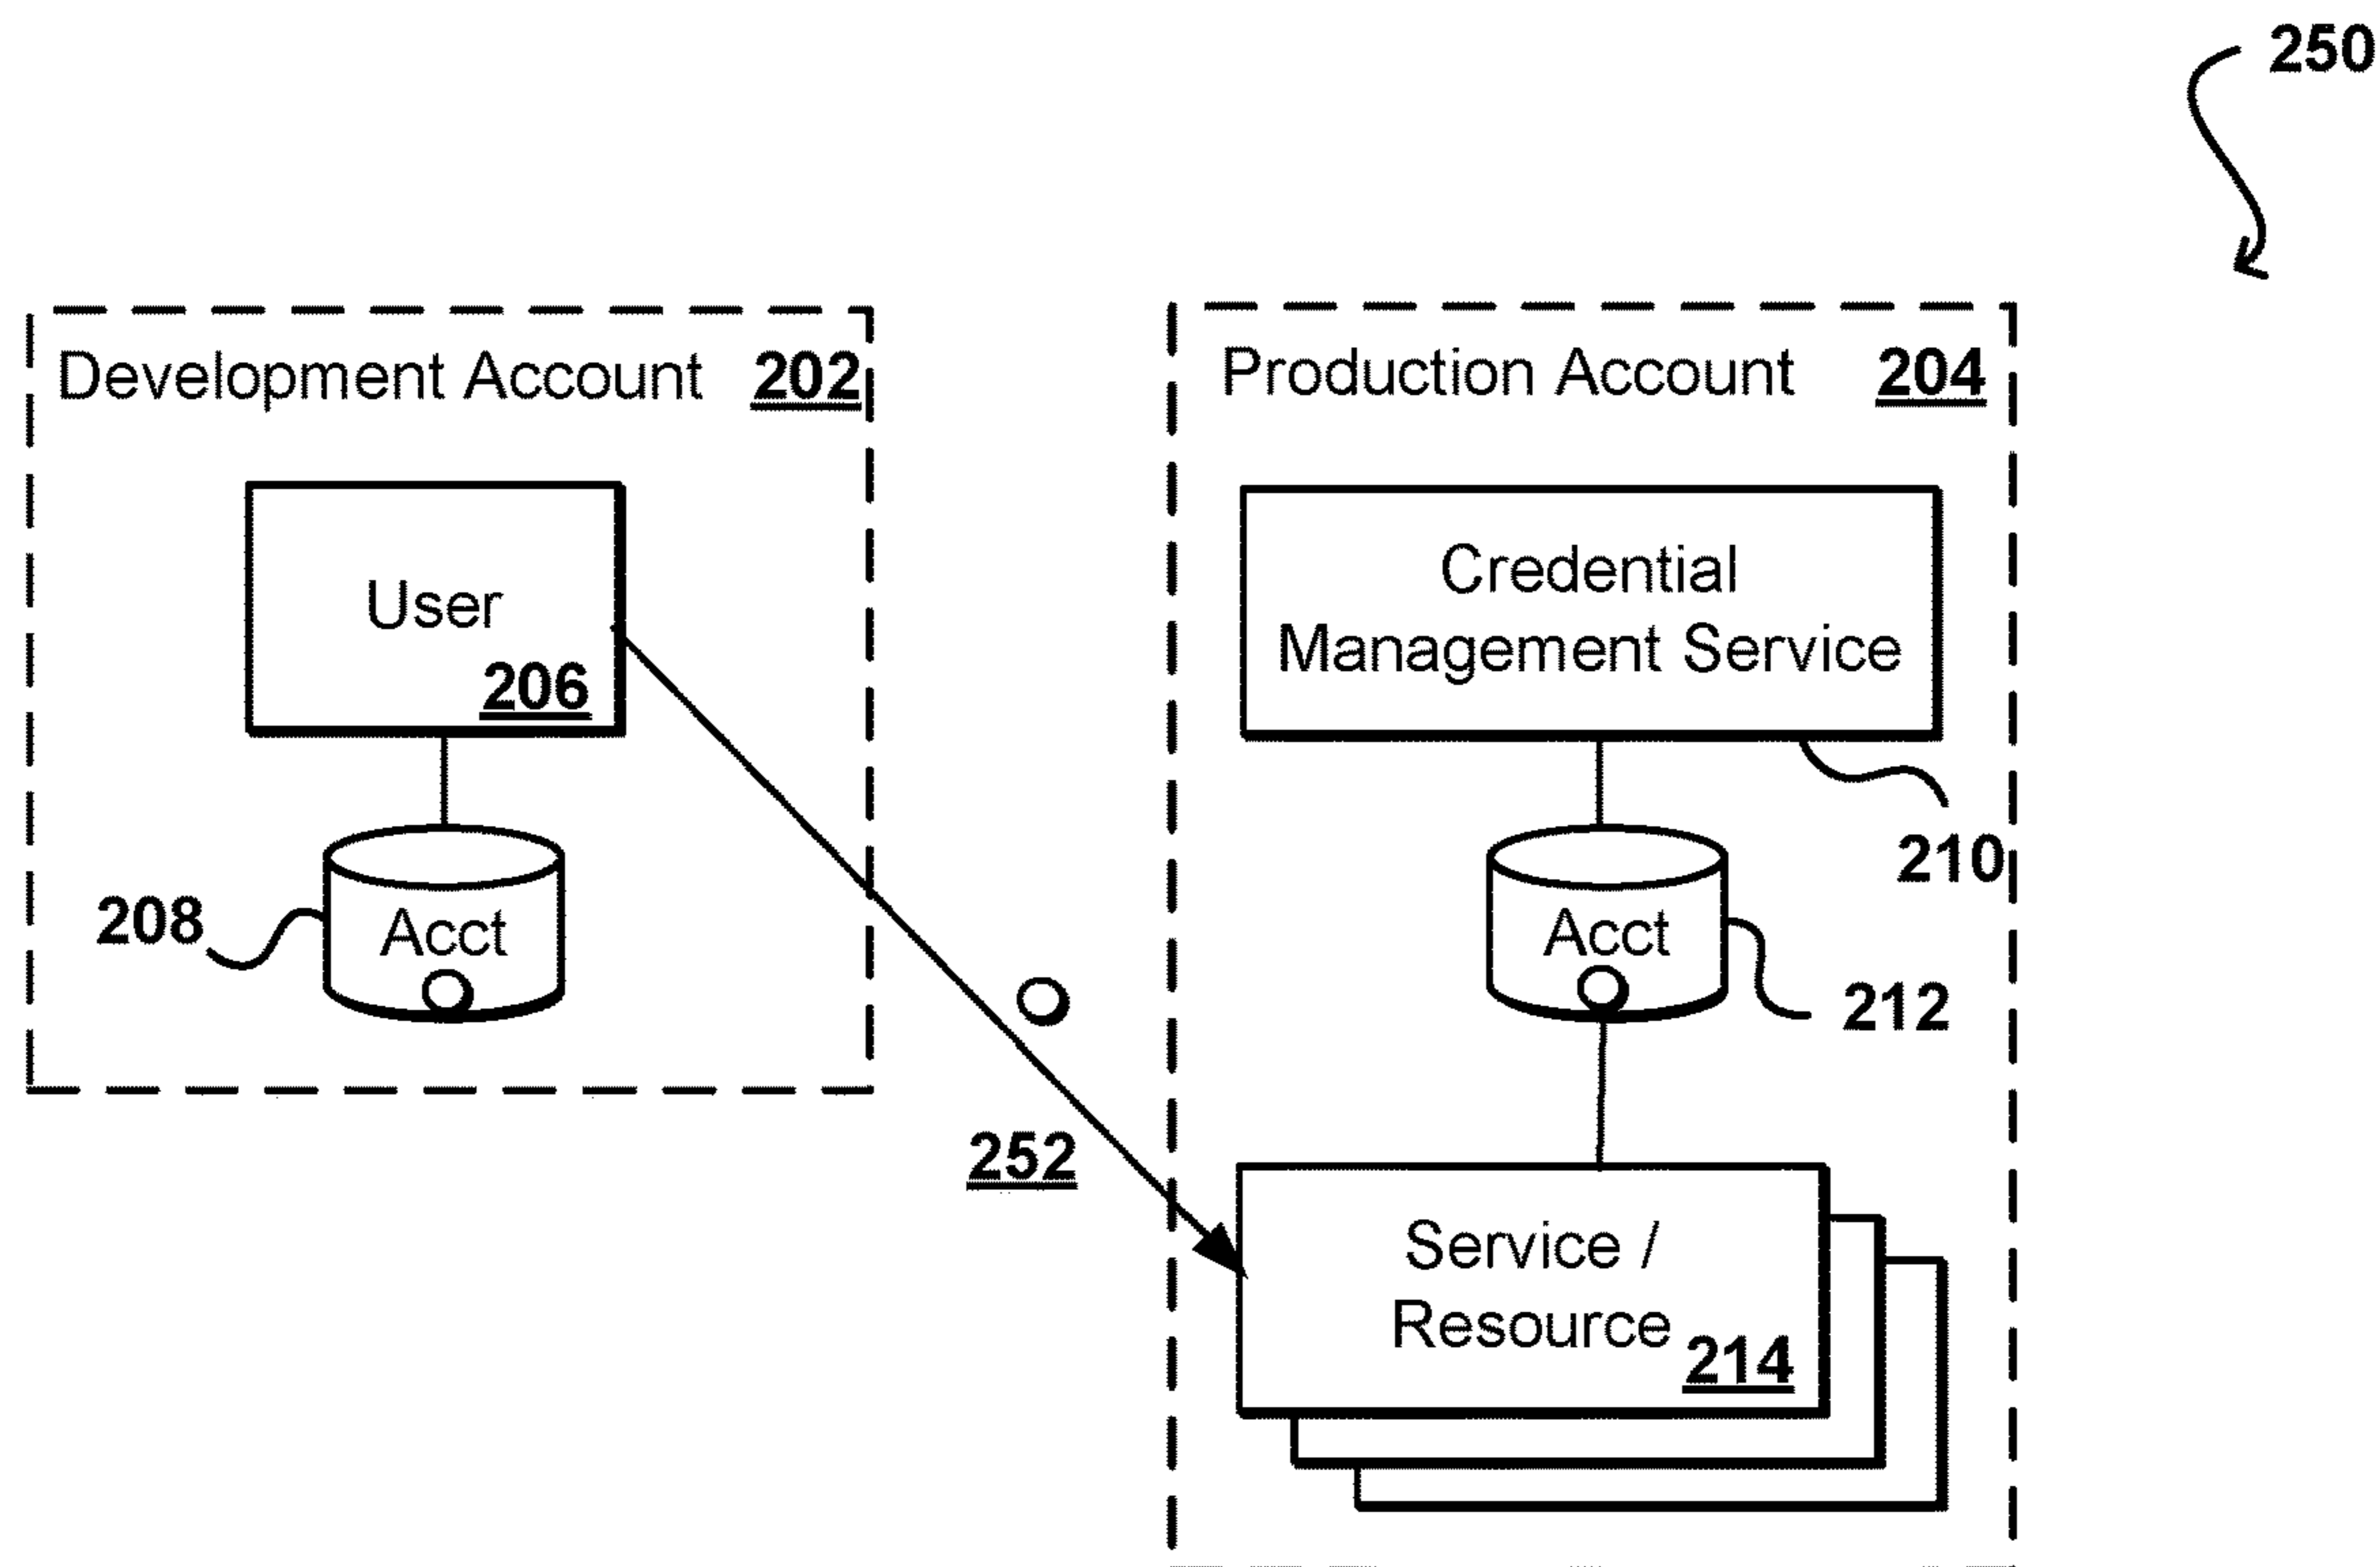 250
Development Account 202
User
206
208
Acct
252
Production Account 204
Credential
Management Service
210
Acct
212
Service /
Resource 214